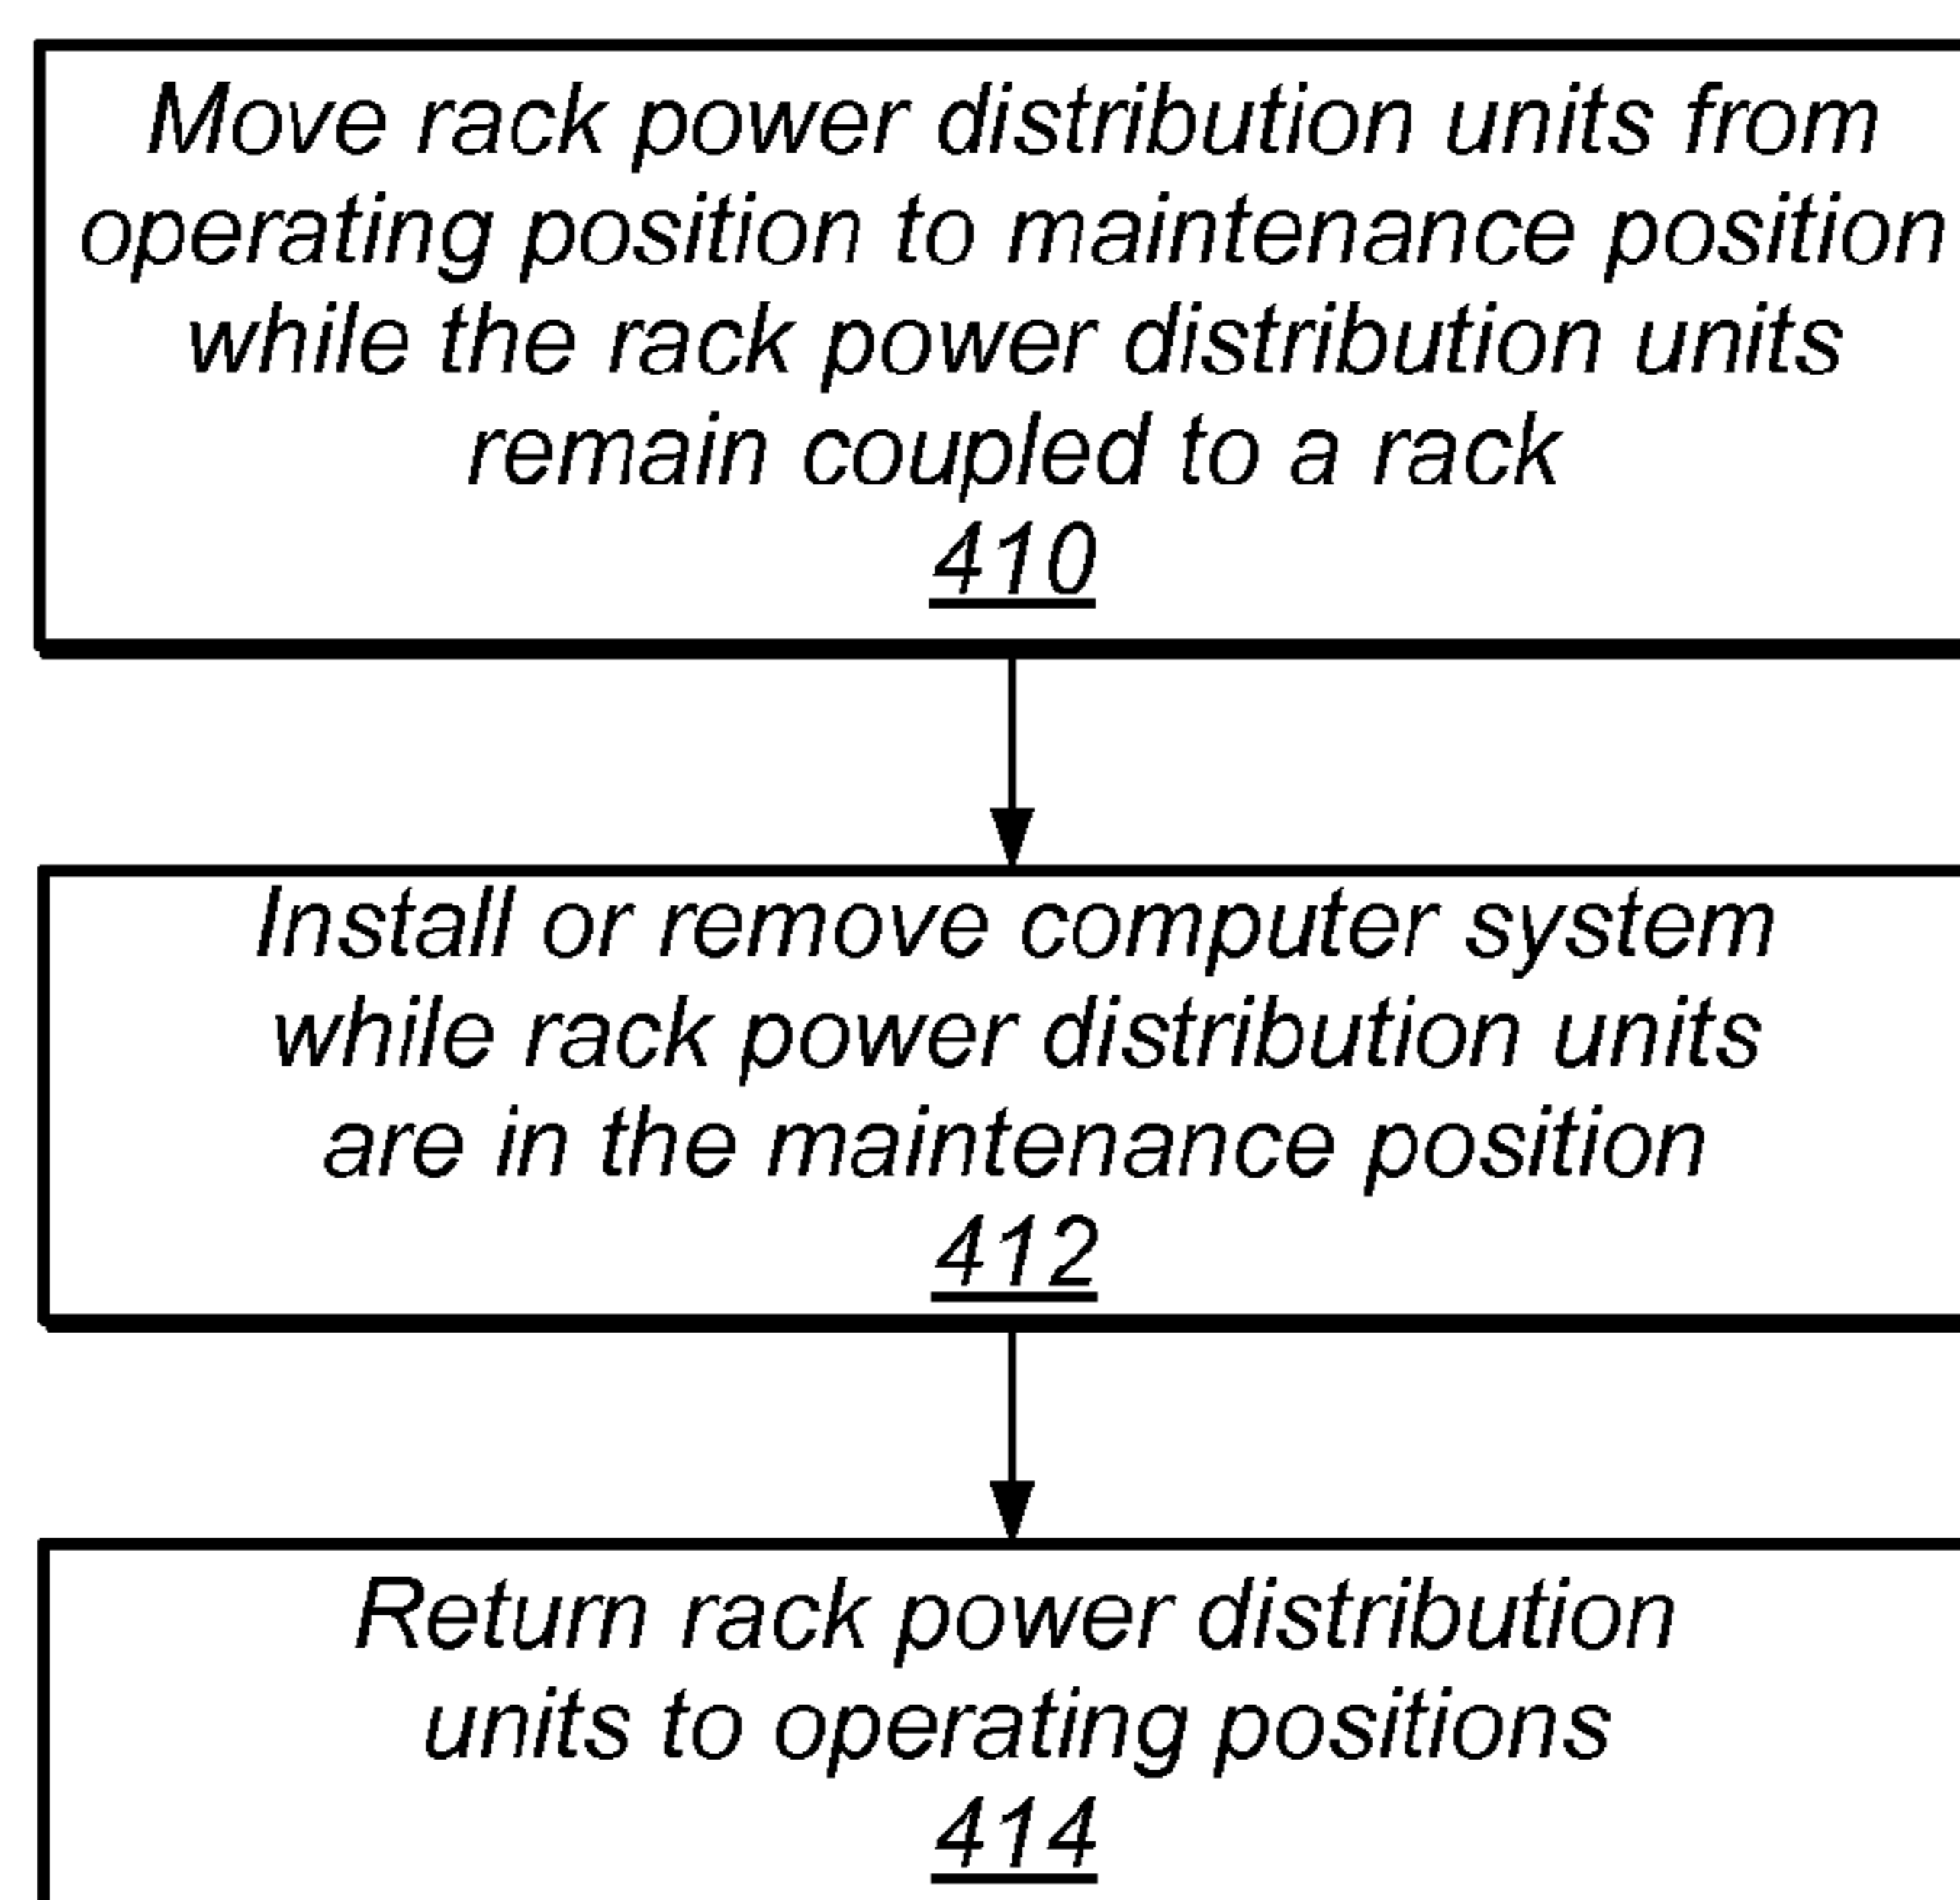 Move rack power distribution units from
operating position to maintenance position
while the rack power distribution units
remain coupled to a rack
410
Install or remove computer system
while rack power distribution units
are in the maintenance position
412
Return rack power distribution
units to operating positions
414